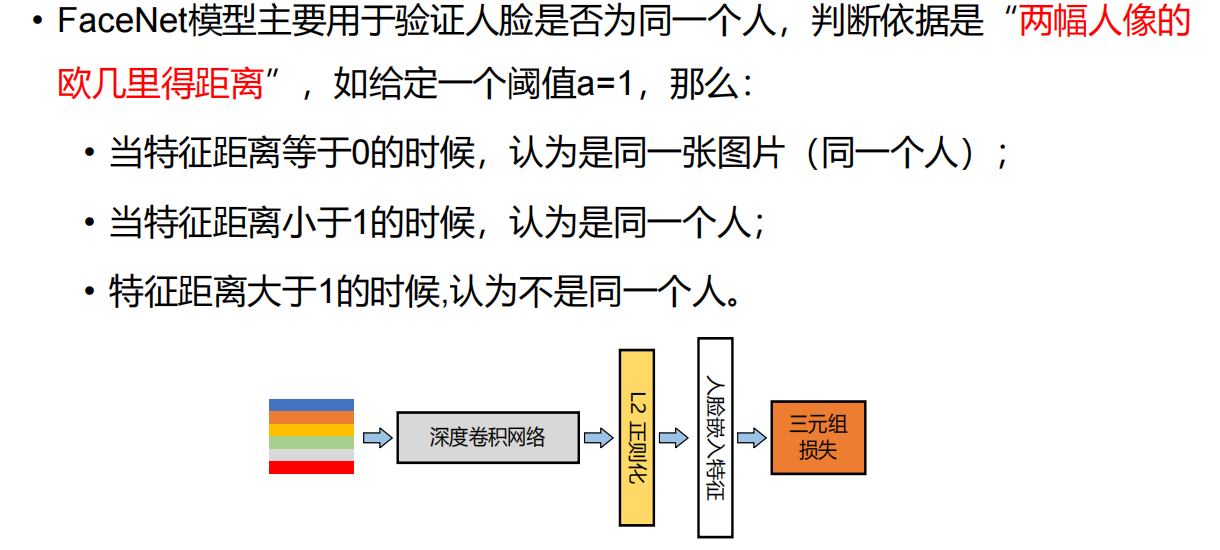 • FaceNet模型主要用于验证人脸是否为同一个人，判断依据是“两幅人像的
欧几里得距离”，如给定一个阈值a=1，那么：
• 当特征距离等于0的时候，认为是同一张图片（同一个人）；
• 当特征距离小于1的时候，认为是同一个人；
• 特征距离大于1的时候,认为不是同一个人。
深度卷积网络
L2 正则化
人脸嵌入特征
三元组
损失